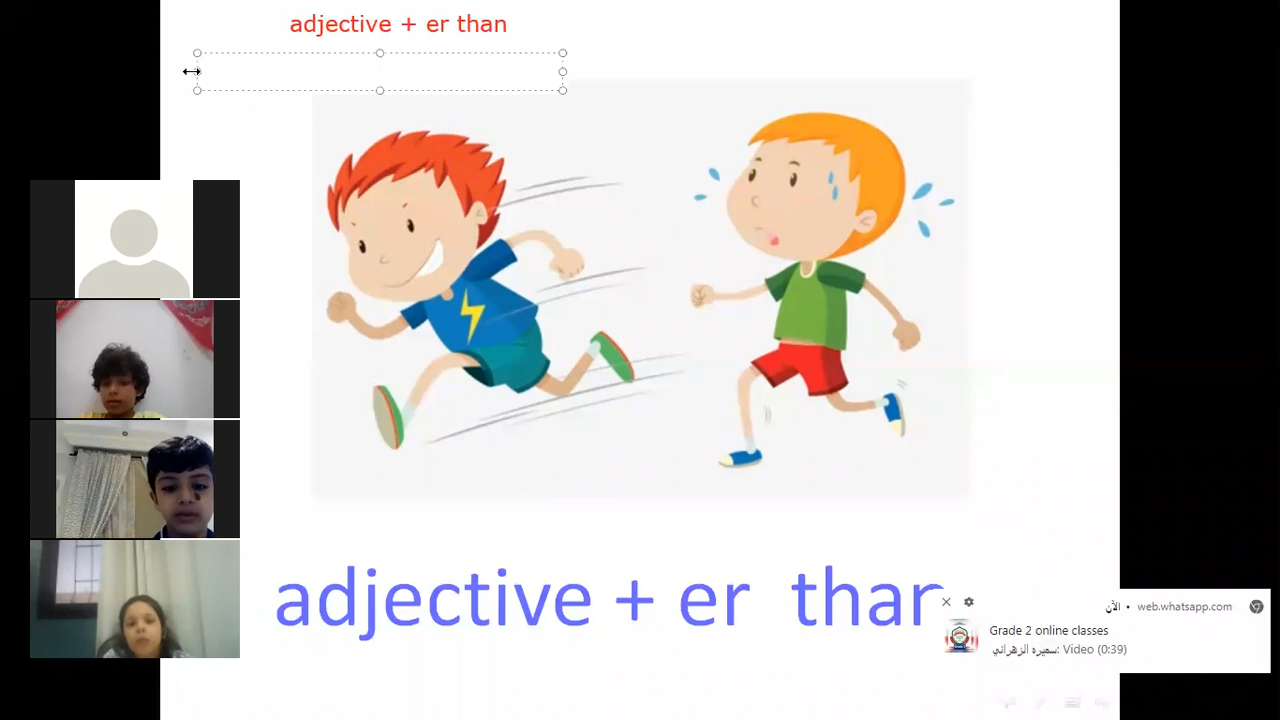 adjective + er than
adjective + er than
الآن • web.whatsapp.com
Grade 2 online classes
سميره الزهراني: Video (0:39)